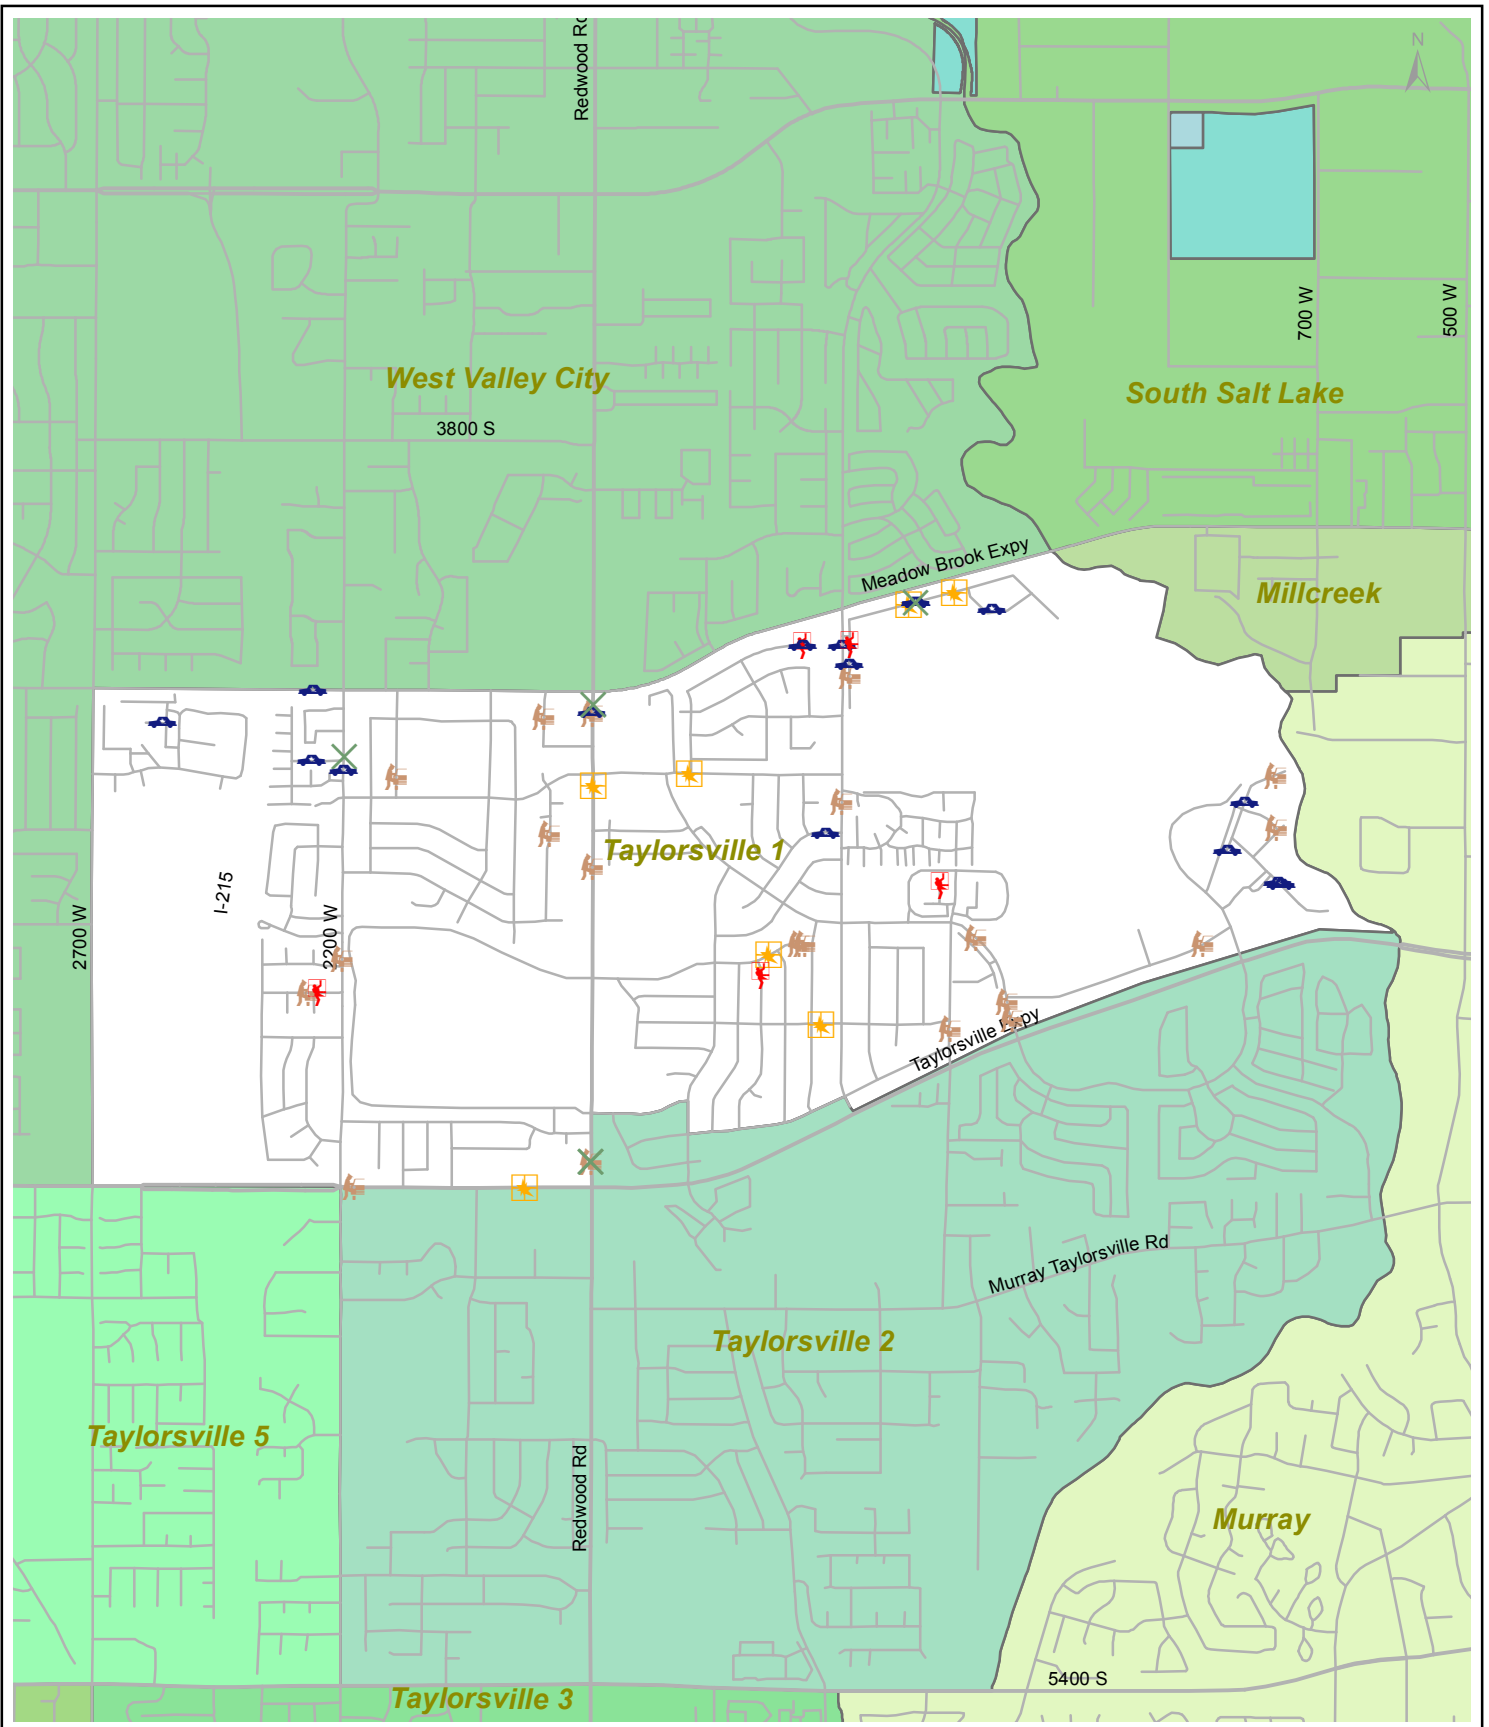 Redwood Rd
N
700 W
500 W
West Valley City
South Salt Lake
3800 S
Meadow Brook Expy
Millcreek
Taylorsville 1
I-215
2700 W
2200 W
Taylorsville Expy
Murray Taylorsville Rd
Taylorsville 2
Taylorsville 5
Redwood Rd
Murray
5400 S
Taylorsville 3